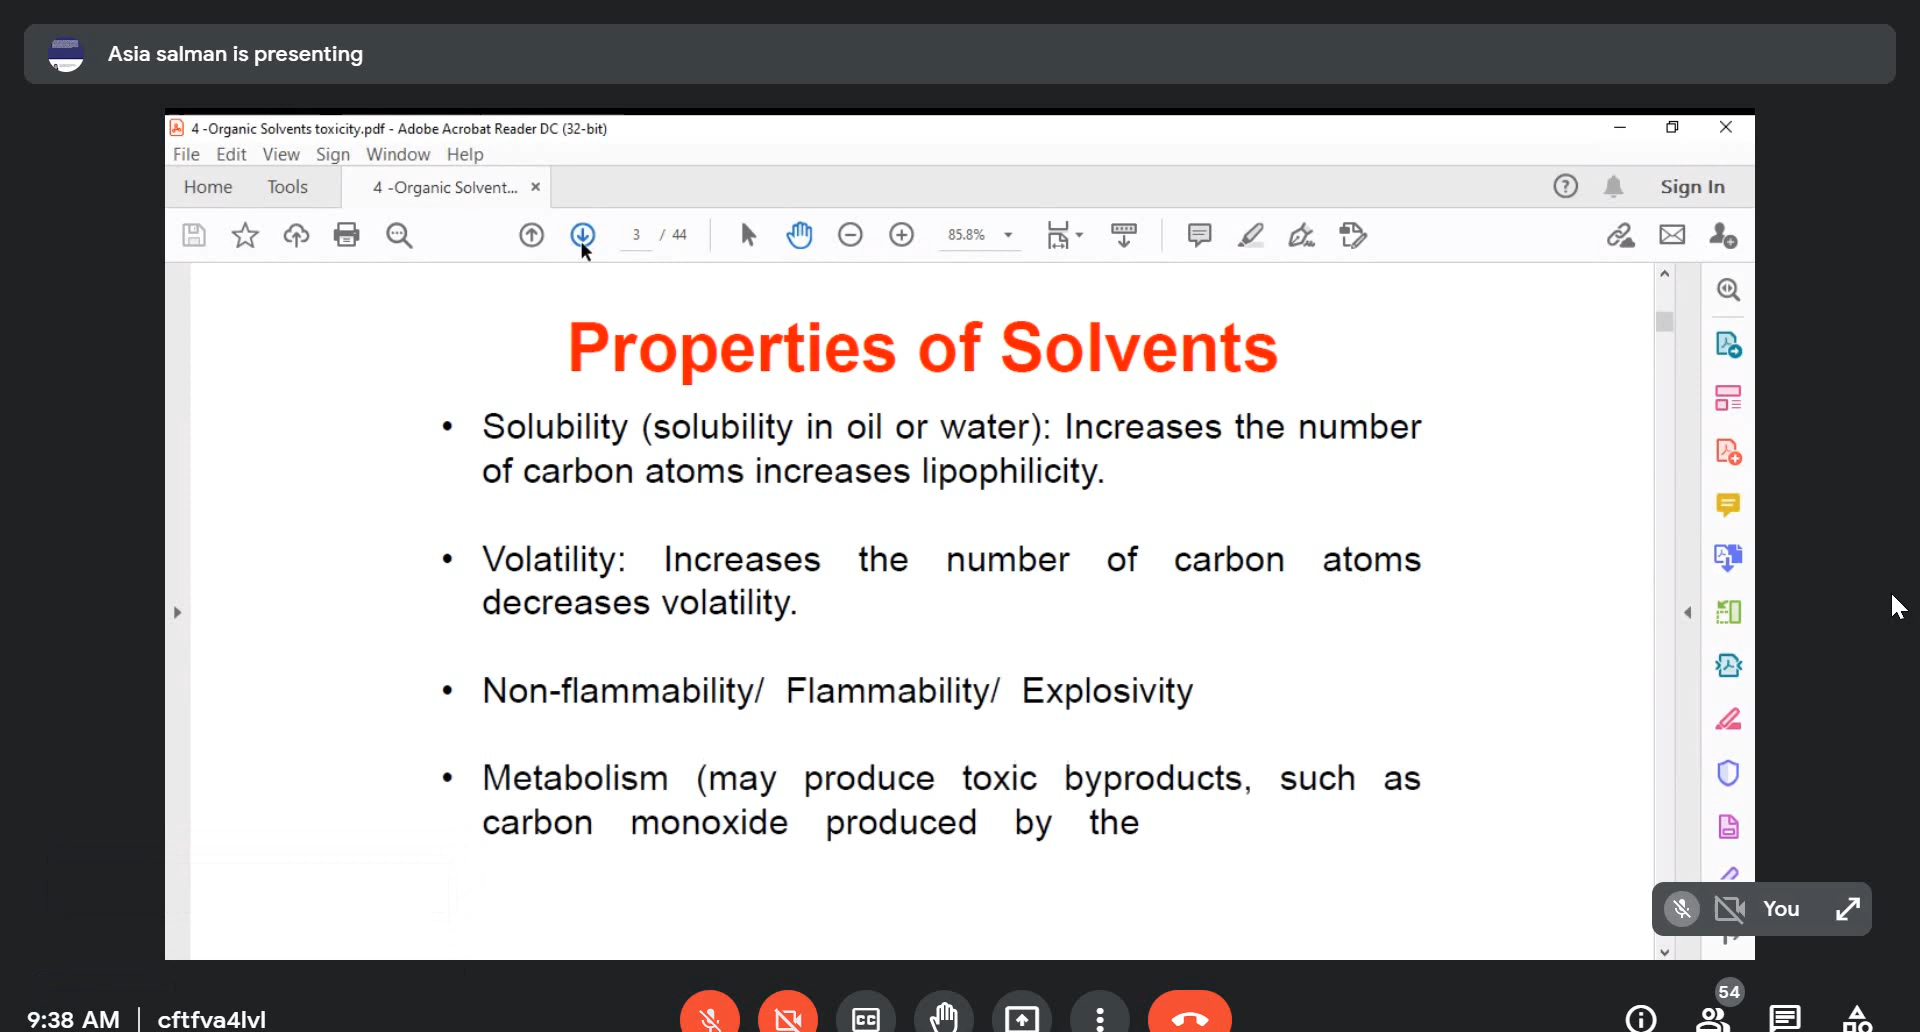 Asia salman is presenting
4 -Organic Solvents toxicity.pdf - Adobe Acrobat Reader DC (32-bit)
File Edit View Sign Window Help
Home Tools 4 -Organic Solvent... × Sign In
3 / 44 85.8%
Properties of Solvents
• Solubility (solubility in oil or water): Increases the number
of carbon atoms increases lipophilicity.
• Volatility: Increases the number of carbon atoms
decreases volatility.
• Non-flammability/ Flammability/ Explosivity
• Metabolism (may produce toxic byproducts, such as
carbon monoxide produced by the
You
54
9:38 AM | cftfva4lvl
CC